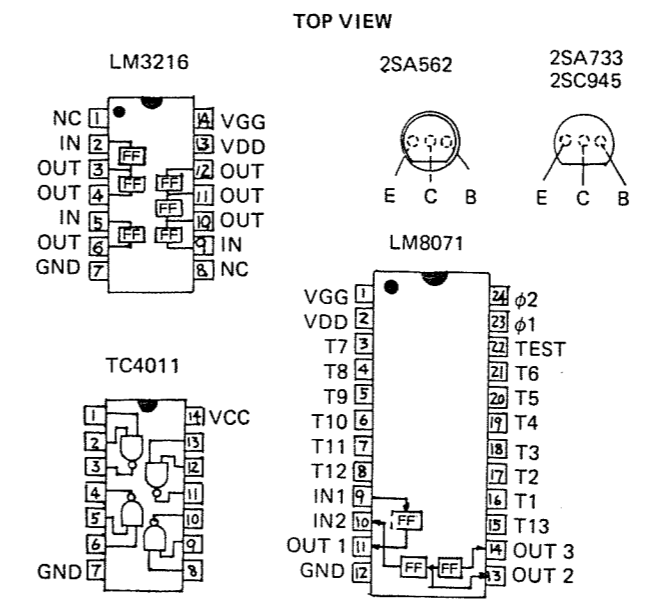 TOP VIEW
LM3216
NC 1
IN 2
OUT 3
OUT 4
IN 5
OUT 6
GND 7
14 VGG
13 VDD
12 OUT
11 OUT
10 OUT
9 IN
8 NC
FF
FF
FF
FF
FF
FF
2SA562
E C B
2SA733
2SC945
E C B
TC4011
1
2
3
4
5
6
GND 7
14 VCC
13
12
11
10
9
8
LM8071
VGG 1
VDD 2
T7 3
T8 4
T9 5
T10 6
T11 7
T12 8
IN1 9
IN2 10
OUT 1 11
GND 12
24 φ2
23 φ1
22 TEST
21 T6
20 T5
19 T4
18 T3
17 T2
16 T1
15 T13
14 OUT 3
13 OUT 2
FF
FF FF